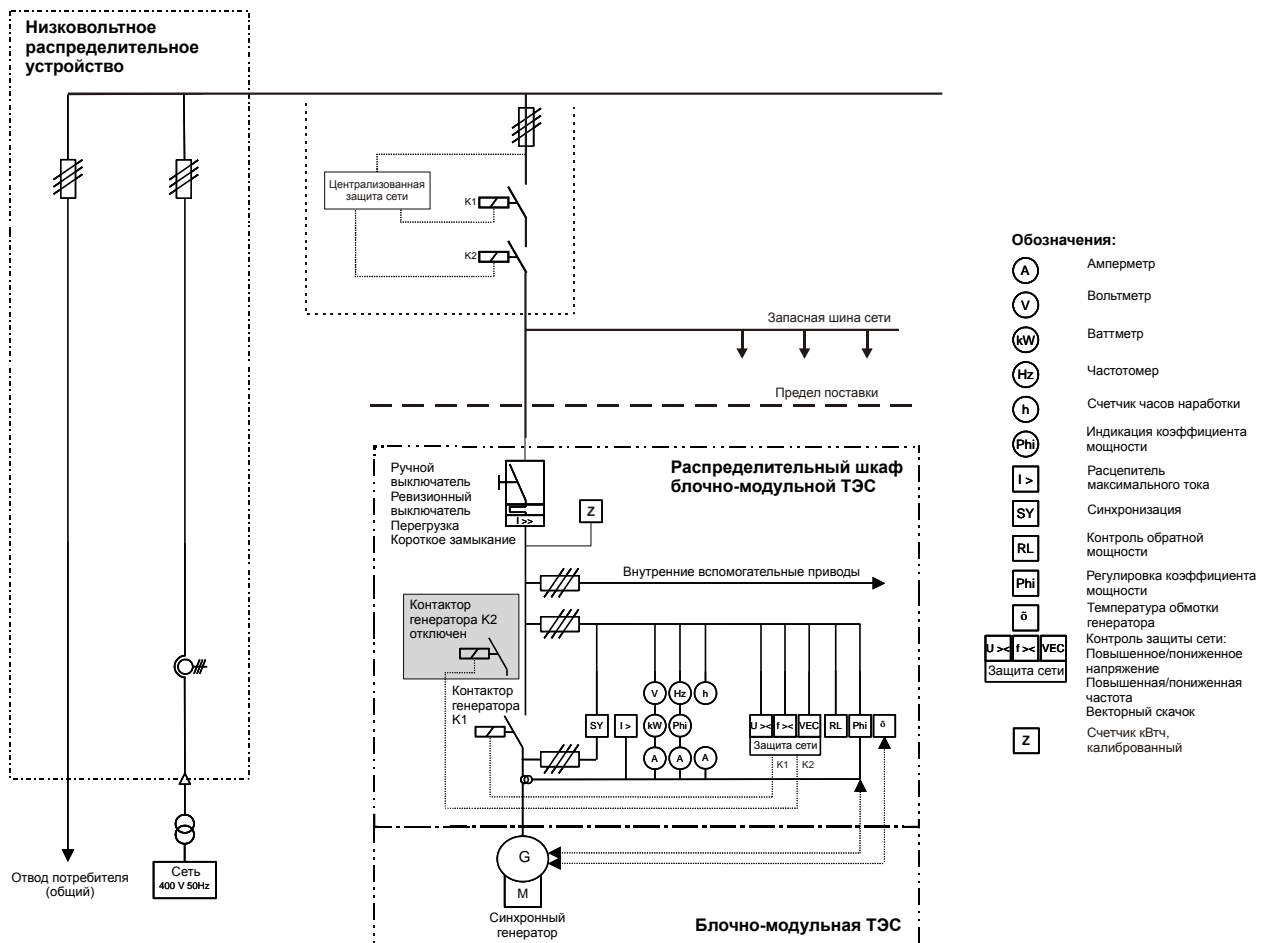 Низковольтное
распределительное
устройство
Централизованная
защита сети
K1
K2
Запасная шина сети
Предел поставки
Ручной
выключатель
Ревизионный
выключатель
Перегрузка
Короткое замыкание
I >>
Z
Распределительный шкаф
блочно-модульной ТЭС
Внутренние вспомогательные приводы
Контактор
генератора K2
отключен
Контактор
генератора
K1
SY
I >
V
Hz
h
kW
Phi
A
A
A
U ><
f ><
VEC
Защита сети
K1
K2
RL
Phi
õ
G
M
Синхронный
генератор
Блочно-модульная ТЭС
Отвод потребителя
(общий)
Сеть
400 V 50Hz
Обозначения:
A
Амперметр
V
Вольтметр
kW
Ваттметр
Hz
Частотомер
h
Счетчик часов наработки
Phi
Индикация коэффициента
мощности
I >
Расцепитель
максимального тока
SY
Синхронизация
RL
Контроль обратной
мощности
Phi
Регулировка коэффициента
мощности
õ
Температура обмотки
генератора
U ><
f ><
VEC
Защита сети
Контроль защиты сети:
Повышенное/пониженное
напряжение
Повышенная/пониженная
частота
Векторный скачок
Z
Счетчик кВтч,
калиброванный